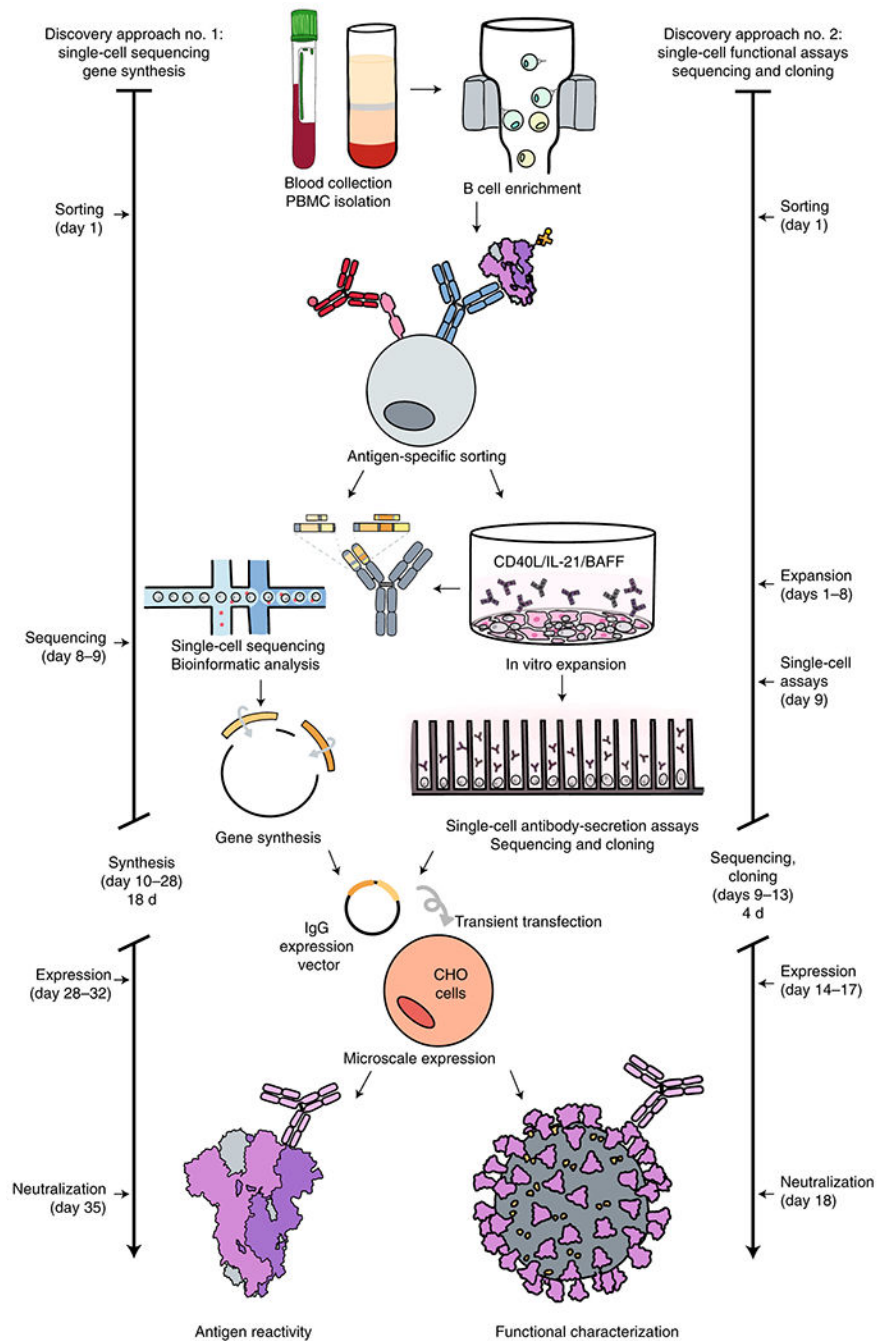 Discovery approach no. 1:
single-cell sequencing
gene synthesis
Discovery approach no. 2:
single-cell functional assays
sequencing and cloning
Blood collection
PBMC isolation
B cell enrichment
Sorting
(day 1)
Sorting
(day 1)
Antigen-specific sorting
CD40L/IL-21/BAFF
Expansion
(days 1–8)
Sequencing
(day 8–9)
Single-cell sequencing
Bioinformatic analysis
In vitro expansion
Single-cell
assays
(day 9)
Gene synthesis
Single-cell antibody-secretion assays
Sequencing and cloning
Synthesis
(day 10–28)
18 d
Sequencing,
cloning
(days 9–13)
4 d
IgG
expression
vector
Transient transfection
Expression
(day 28–32)
CHO
cells
Expression
(day 14–17)
Microscale expression
Neutralization
(day 35)
Neutralization
(day 18)
Antigen reactivity
Functional characterization